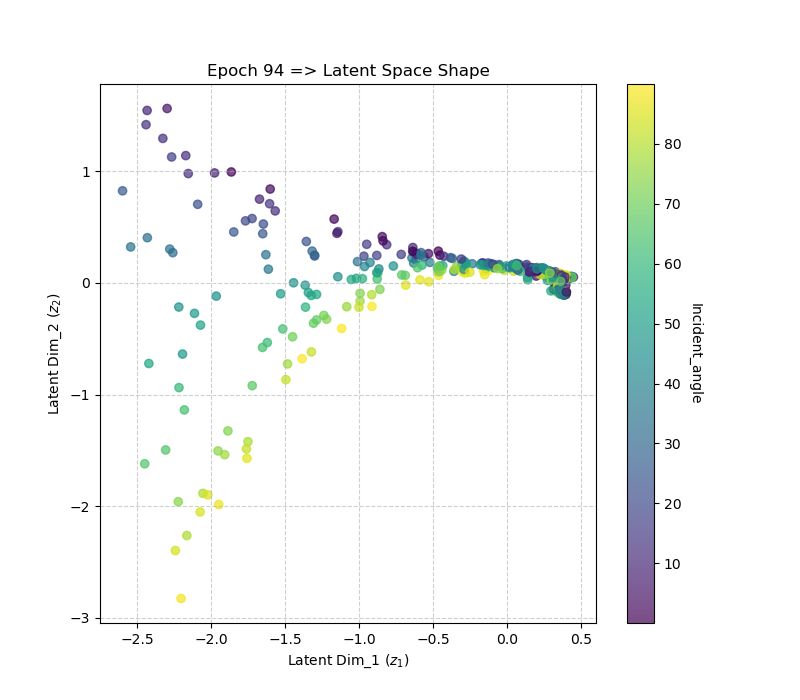 Epoch 94 => Latent Space Shape
1
0
−1
−2
−3
Latent Dim_2 (z₂)
−2.5 −2.0 −1.5 −1.0 −0.5 0.0 0.5
Latent Dim_1 (z₁)
80
70
60
50
40
30
20
10
Incident_angle